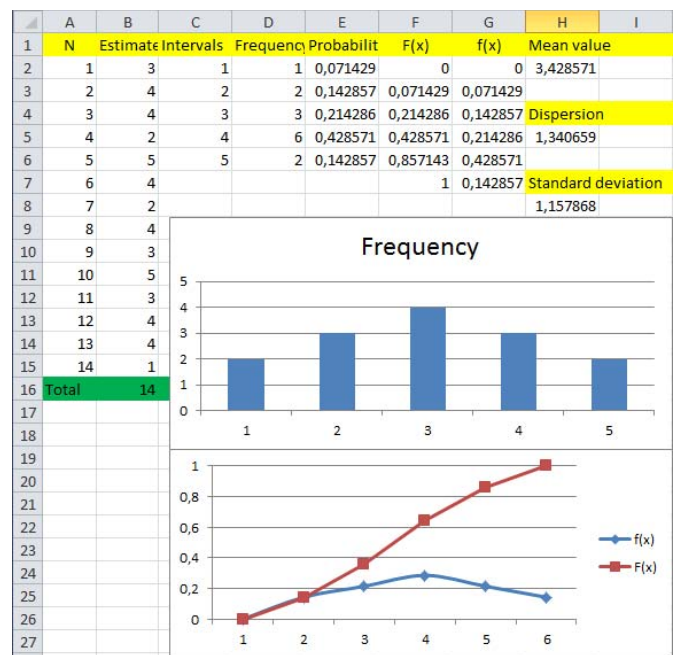 A B C D E F G H I
1 N Estimate Intervals Frequency Probabilit F(x) f(x) Mean value
2 1 3 1 1 0,071429 0 0 3,428571
3 2 4 2 2 0,142857 0,071429 0,071429
4 3 4 3 3 0,214286 0,214286 0,142857 Dispersion
5 4 2 4 6 0,428571 0,428571 0,214286 1,340659
6 5 5 5 2 0,142857 0,857143 0,428571
7 6 4 1 0,142857 Standard deviation
8 7 2 1,157868
9 8 4
10 9 3
11 10 5
12 11 3
13 12 4
14 13 4
15 14 1
16 Total 14
17
18
19
20
21
22
23
24
25
26
27
Frequency
5
4
3
2
1
0
1 2 3 4 5
1
0,8
0,6
0,4
0,2
0
1 2 3 4 5 6
f(x)
F(x)